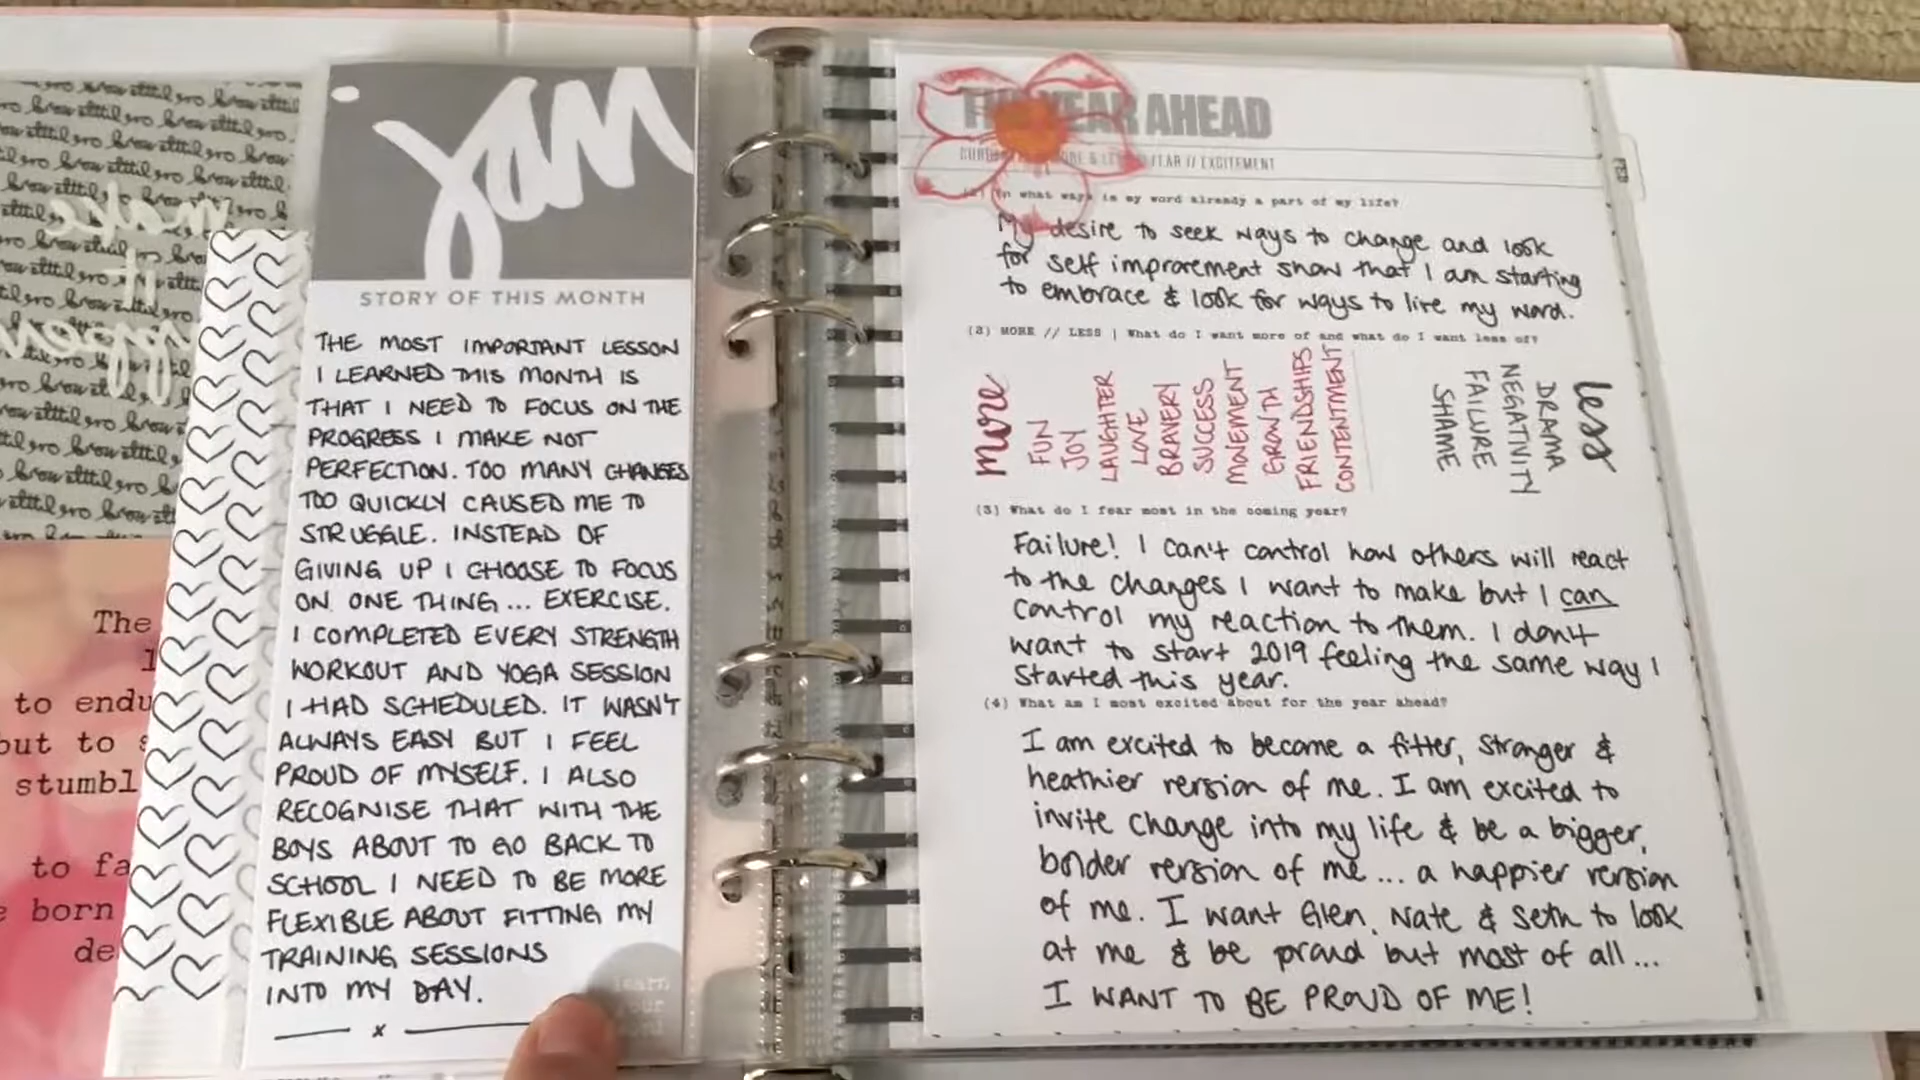 Jan
STORY OF THIS MONTH
THE MOST IMPORTANT LESSON
I LEARNED THIS MONTH IS
THAT I NEED TO FOCUS ON THE
PROGRESS I MAKE NOT
PERFECTION. TOO MANY CHANGES
TOO QUICKLY CAUSED ME TO
STRUGGLE. INSTEAD OF
GIVING UP I CHOOSE TO FOCUS
ON ONE THING... EXERCISE.
I COMPLETED EVERY STRENGTH
WORKOUT AND YOGA SESSION
I HAD SCHEDULED. IT WASN'T
ALWAYS EASY BUT I FEEL
PROUD OF MYSELF. I ALSO
RECOGNISE THAT WITH THE
BOYS ABOUT TO GO BACK TO
SCHOOL I NEED TO BE MORE
FLEXIBLE ABOUT FITTING MY
TRAINING SESSIONS
INTO MY DAY.
x
The
to endu
but to
stumbl
to fa
born
de
THE YEAR AHEAD
FEAR // EXCITEMENT
In what ways is my word already a part of my life?
My desire to seek ways to change and look
for self improvement show that I am starting
to embrace & look for ways to live my word.
(2) MORE // LESS | What do I want more of and what do I want less of?
more
FUN
JOY
LAUGHTER
LOVE
BRAVERY
SUCCESS
MOVEMENT
GROWTH
FRIENDSHIPS
CONTENTMENT
less
DRAMA
NEGATIVITY
FAILURE
SHAME
(3) What do I fear most in the coming year?
Failure! I can't control how others will react
to the changes I want to make but I can
control my reaction to them. I don't
want to start 2019 feeling the same way I
started this year.
(4) What am I most excited about for the year ahead?
I am excited to become a fitter, stronger &
heathier version of me. I am excited to
invite change into my life & be a bigger,
bolder version of me... a happier version
of me. I want Glen, Nate & Seth to look
at me & be proud but most of all...
I WANT TO BE PROUD OF ME!